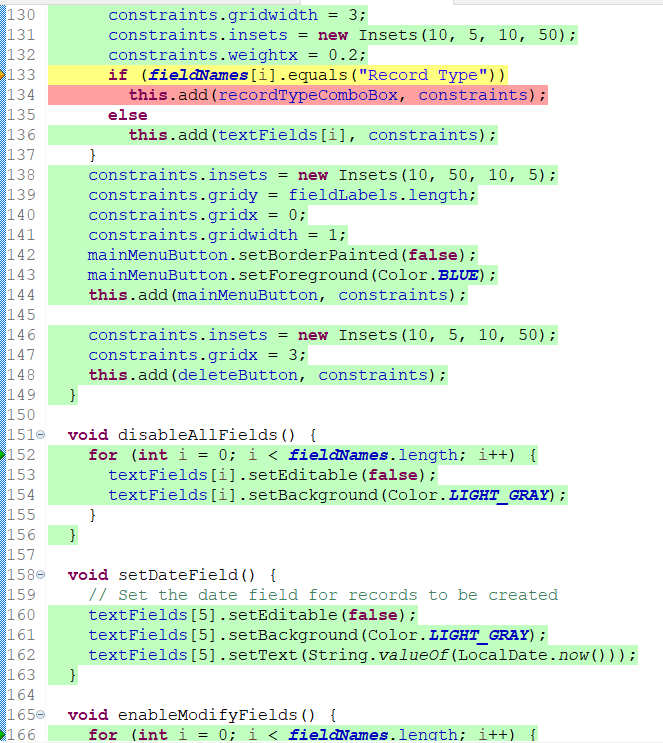 130 constraints.gridwidth = 3;
131 constraints.insets = new Insets(10, 5, 10, 50);
132 constraints.weightx = 0.2;
133 if (fieldNames[i].equals("Record Type"))
134 this.add(recordTypeComboBox, constraints);
135 else
136 this.add(textFields[i], constraints);
137 }
138 constraints.insets = new Insets(10, 50, 10, 5);
139 constraints.gridy = fieldLabels.length;
140 constraints.gridx = 0;
141 constraints.gridwidth = 1;
142 mainMenuButton.setBorderPainted(false);
143 mainMenuButton.setForeground(Color.BLUE);
144 this.add(mainMenuButton, constraints);
145
146 constraints.insets = new Insets(10, 5, 10, 50);
147 constraints.gridx = 3;
148 this.add(deleteButton, constraints);
149 }
150
151 void disableAllFields() {
152 for (int i = 0; i < fieldNames.length; i++) {
153 textFields[i].setEditable(false);
154 textFields[i].setBackground(Color.LIGHT_GRAY);
155 }
156 }
157
158 void setDateField() {
159 // Set the date field for records to be created
160 textFields[5].setEditable(false);
161 textFields[5].setBackground(Color.LIGHT_GRAY);
162 textFields[5].setText(String.valueOf(LocalDate.now()));
163 }
164
165 void enableModifyFields() {
166 for (int i = 0; i < fieldNames.length; i++) {